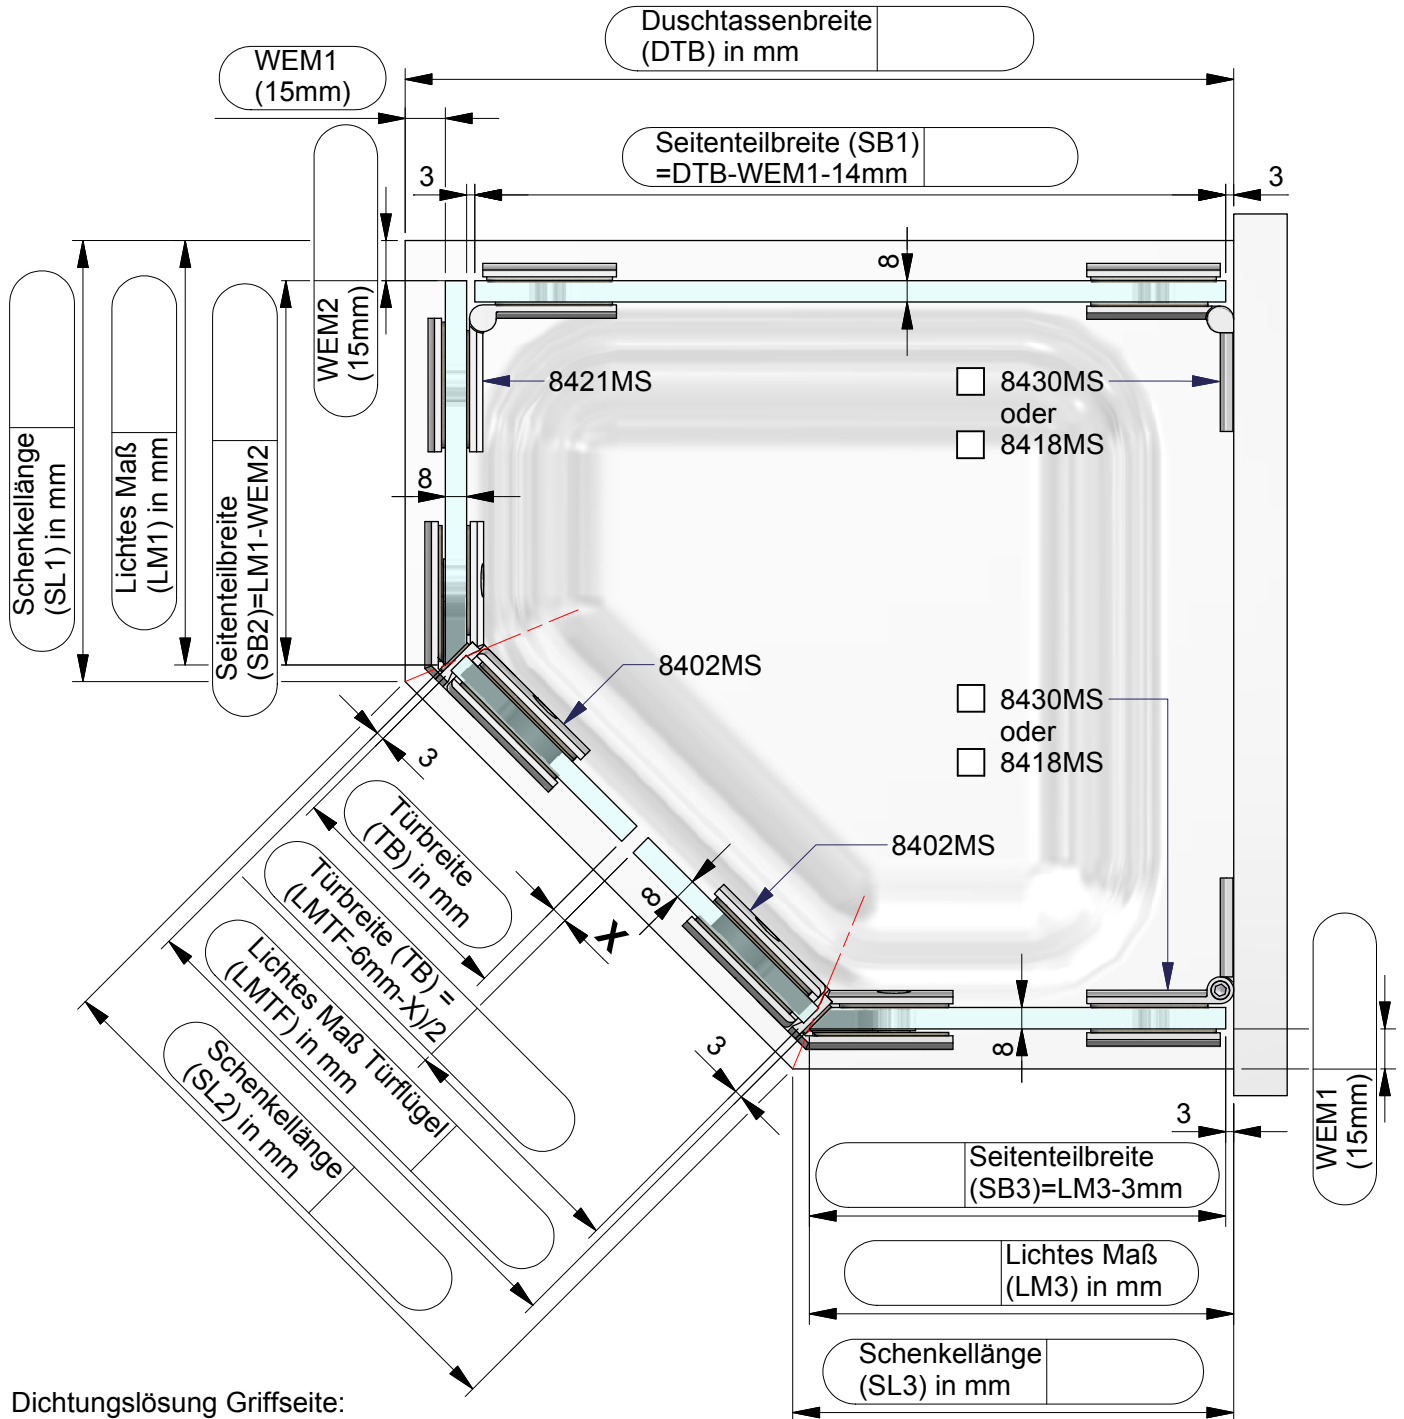 Duschtassenbreite
(DTB) in mm
WEM1
(15mm)
Seitenteilbreite (SB1)
=DTB-WEM1-14mm
3
3
WEM2
(15mm)
8
Schenkellänge
(SL1) in mm
Lichtes Maß
(LM1) in mm
Seitenteilbreite
(SB2)=LM1-WEM2
8421MS
8430MS
oder
8418MS
8
8402MS
8430MS
oder
8418MS
3
Türbreite
(TB) in mm
8402MS
8
X
Türbreite (TB) =
(LMTF-6mm-X)/2
Lichtes Maß Türflügel
(LMTF) in mm
Schenkellänge
(SL2) in mm
3
8
WEM1
(15mm)
3
Seitenteilbreite
(SB3)=LM3-3mm
Lichtes Maß
(LM3) in mm
Schenkellänge
(SL3) in mm
Dichtungslösung Griffseite: